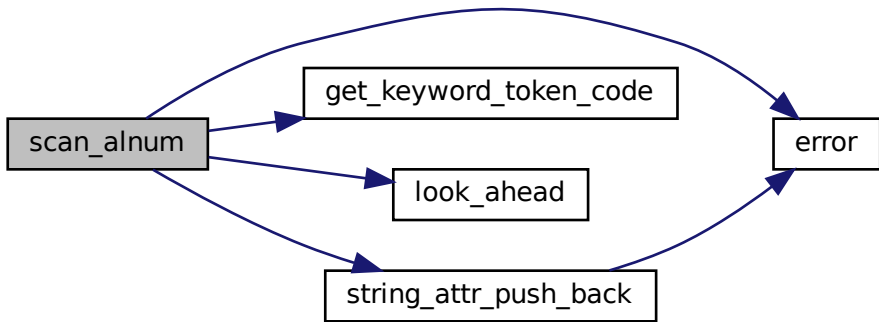 get_keyword_token_code
scan_alnum
error
look_ahead
string_attr_push_back